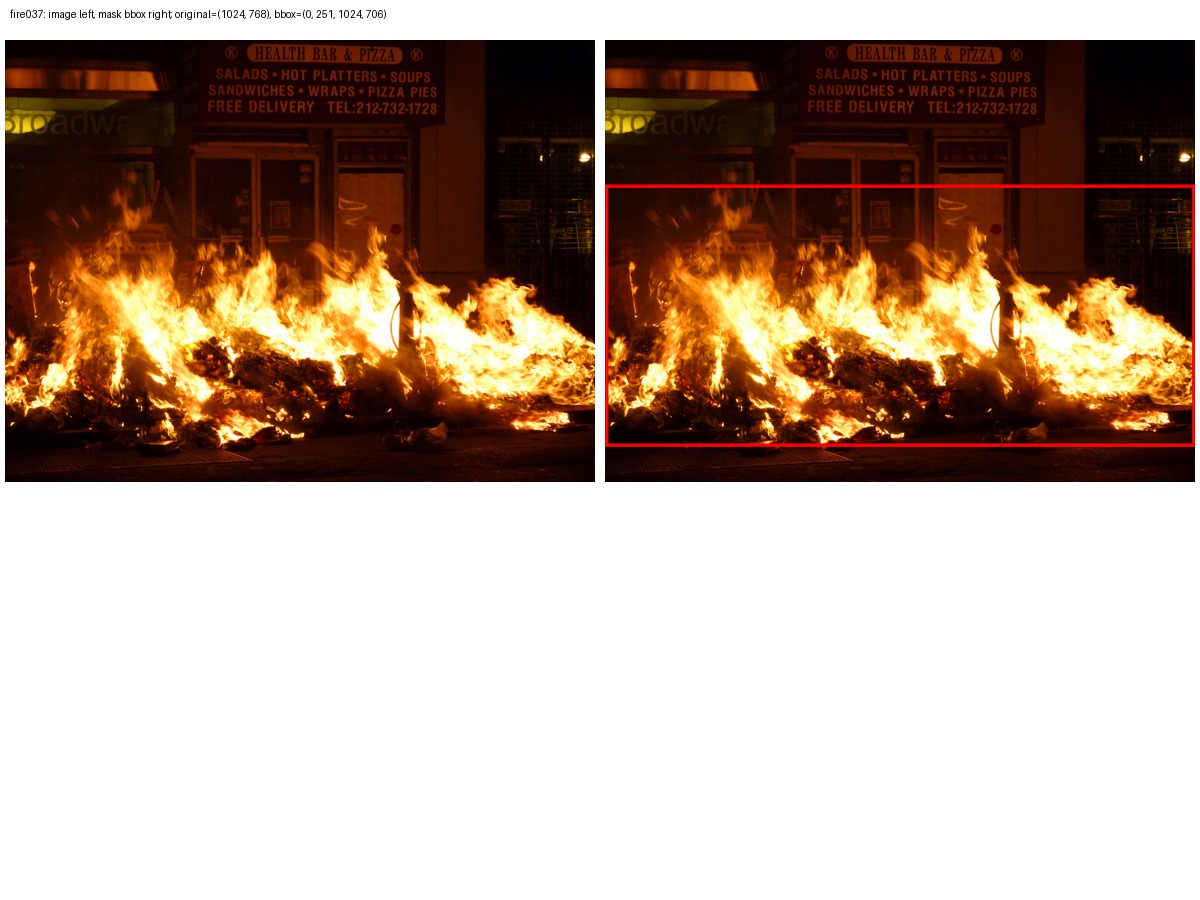 fire037: image left, mask bbox right; original=(1024, 768), bbox=(0, 251, 1024, 706)
Ⓚ HEALTH BAR & PIZZA Ⓚ
SALADS • HOT PLATTERS • SOUPS
SANDWICHES • WRAPS • PIZZA PIES
FREE DELIVERY TEL:212-732-1728
Broadwa
Ⓚ HEALTH BAR & PIZZA Ⓚ
SALADS • HOT PLATTERS • SOUPS
SANDWICHES • WRAPS • PIZZA PIES
FREE DELIVERY TEL:212-732-1728
Broadwa